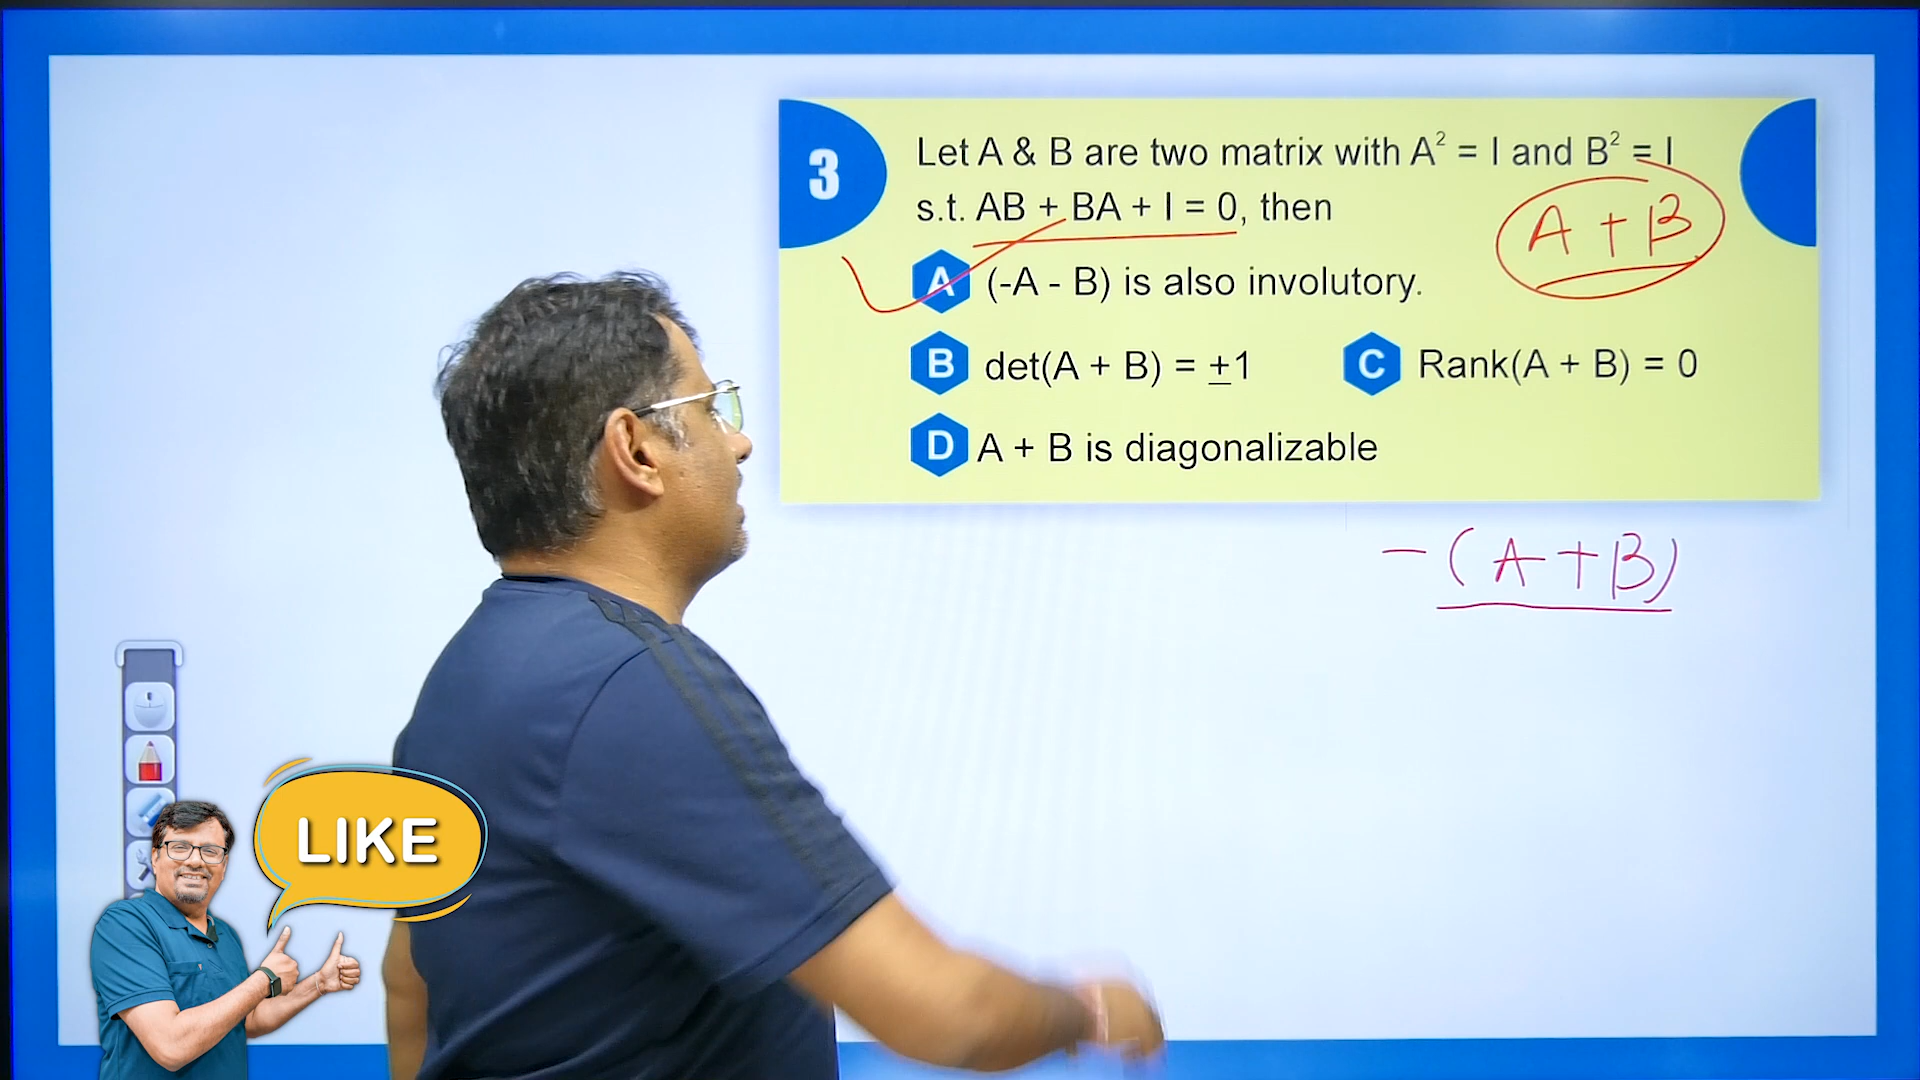 3
Let A & B are two matrix with A² = I and B² = I
s.t. AB + BA + I = 0, then
A + B
A (-A - B) is also involutory.
B det(A + B) = ±1
C Rank(A + B) = 0
D A + B is diagonalizable
- (A + B)
LIKE